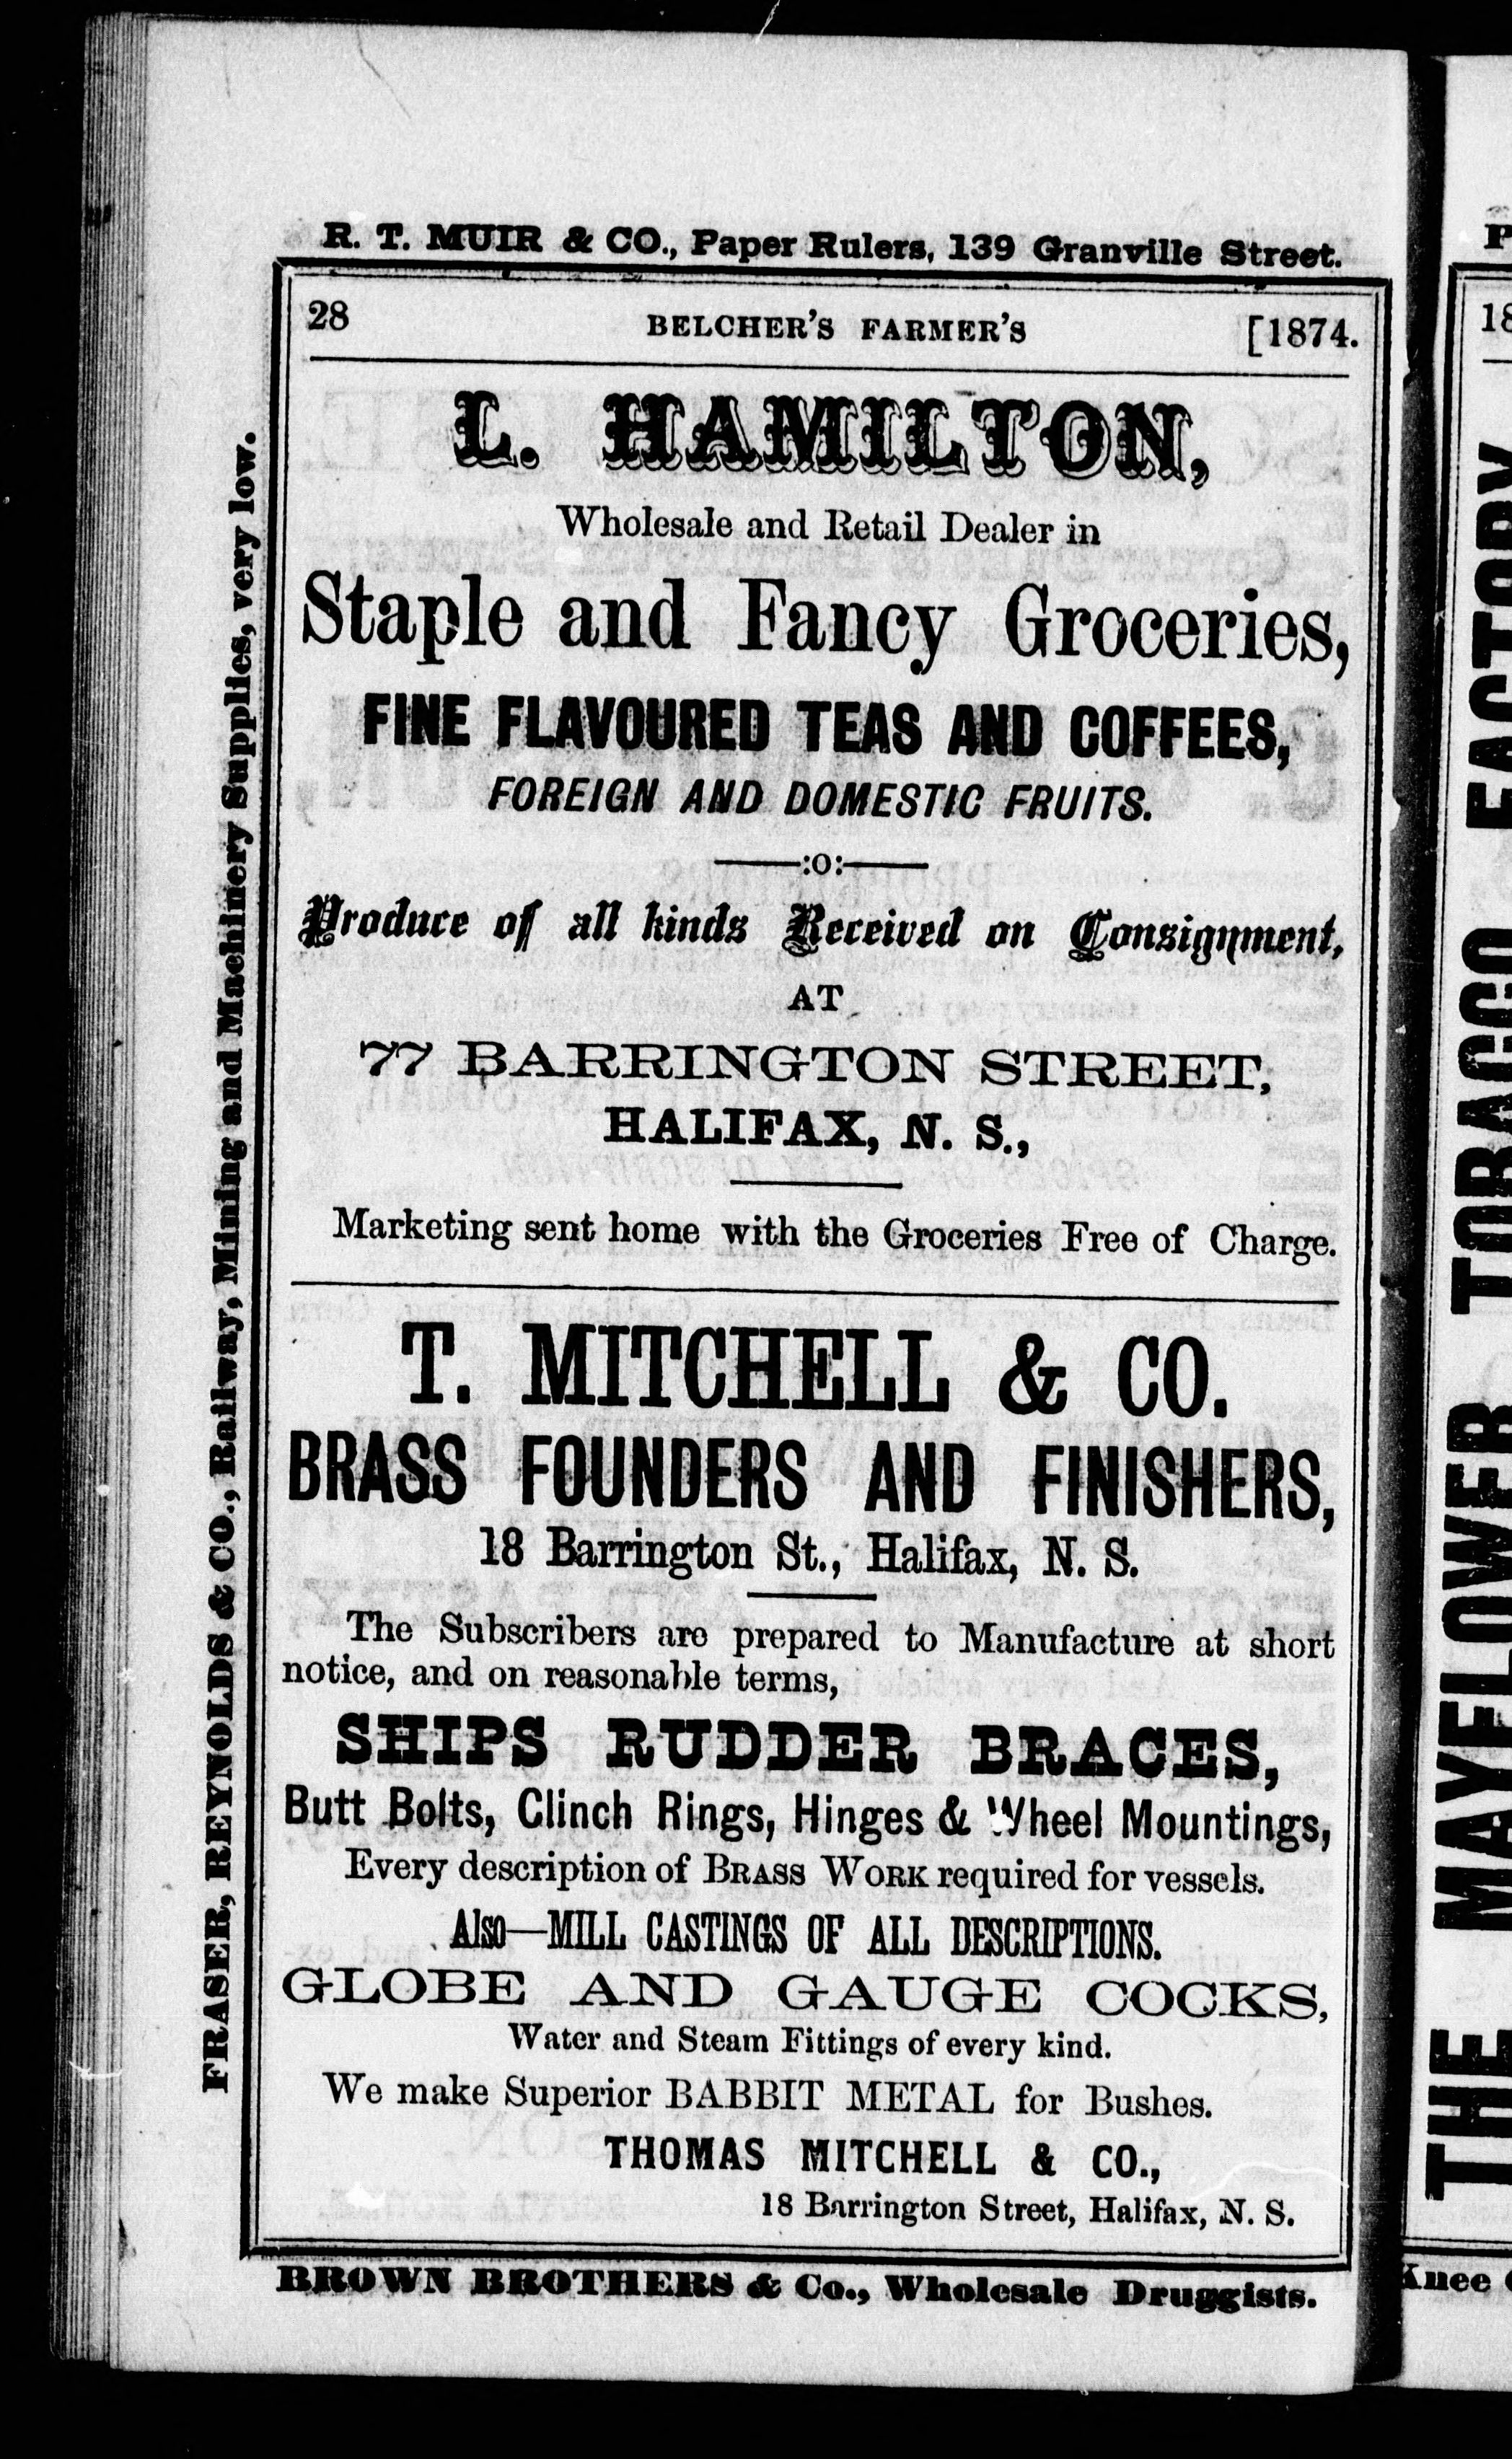 R. T. MUIR & CO., Paper Rulers, 139 Granville Street.
28 BELCHER'S FARMER'S [1874.
L. HAMILTON,
Wholesale and Retail Dealer in
Staple and Fancy Groceries,
FINE FLAVOURED TEAS AND COFFEES,
FOREIGN AND DOMESTIC FRUITS.
——:o:——
Produce of all kinds Received on Consignment,
AT
77 BARRINGTON STREET,
HALIFAX, N. S.,
Marketing sent home with the Groceries Free of Charge.
T. MITCHELL & CO.
BRASS FOUNDERS AND FINISHERS,
18 Barrington St., Halifax, N. S.
The Subscribers are prepared to Manufacture at short
notice, and on reasonable terms,
SHIPS RUDDER BRACES,
Butt Bolts, Clinch Rings, Hinges & Wheel Mountings,
Every description of BRASS WORK required for vessels.
Also—MILL CASTINGS OF ALL DESCRIPTIONS.
GLOBE AND GAUGE COCKS,
Water and Steam Fittings of every kind.
We make Superior BABBIT METAL for Bushes.
THOMAS MITCHELL & CO.,
18 Barrington Street, Halifax, N. S.
BROWN BROTHERS & Co., Wholesale Druggists.
FRASER, REYNOLDS & CO., Railway, Mining and Machinery Supplies, very low.
THE MAYFLOWER TOBACCO FACTORY
Knee